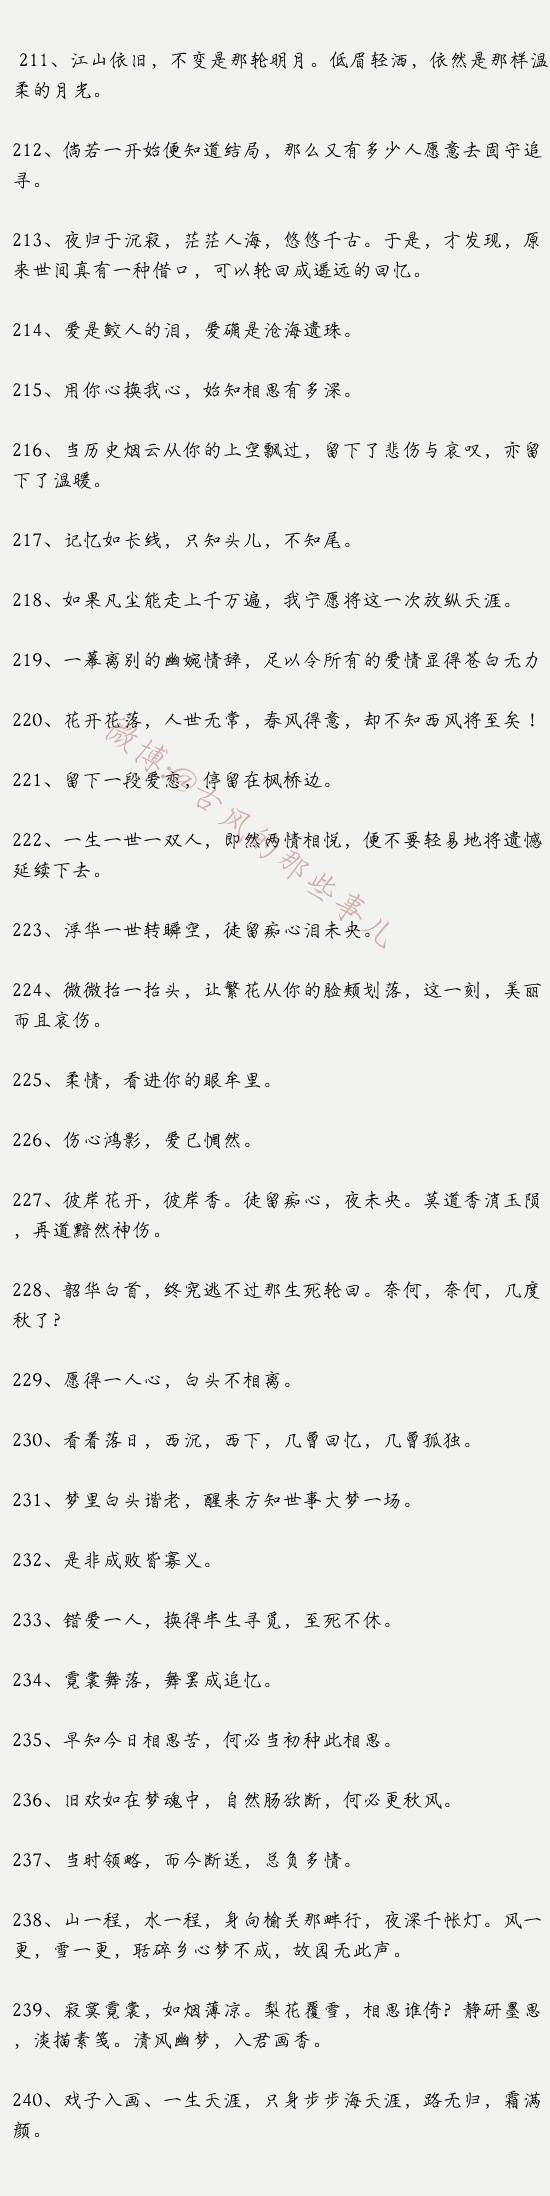 211、江山依旧，不变是那轮明月。低眉轻洒，依然是那样温
柔的月光。
212、倘若一开始便知道结局，那么又有多少人愿意去固守追
寻。
213、夜归于沉寂，茫茫人海，悠悠千古。于是，才发现，原
来世间真有一种借口，可以轮回成遥远的回忆。
214、爱是鲛人的泪，爱确是沧海遗珠。
215、用你心换我心，始知相思有多深。
216、当历史烟云从你的上空飘过，留下了悲伤与哀叹，亦留
下了温暖。
217、记忆如长线，只知头儿，不知尾。
218、如果凡尘能走上千万遍，我宁愿将这一次放纵天涯。
219、一幕离别的幽婉情辞，足以令所有的爱情显得苍白无力
220、花开花落，人世无常，春风得意，却不知西风将至矣！
221、留下一段爱恋，停留在枫桥边。
222、一生一世一双人，即然两情相悦，便不要轻易地将遗憾
延续下去。
223、浮华一世转瞬空，徒留痴心泪未央。
224、微微抬一抬头，让繁花从你的脸颊划落，这一刻，美丽
而且哀伤。
225、柔情，看进你的眼牟里。
226、伤心鸿影，爱已惘然。
227、彼岸花开，彼岸香。徒留痴心，夜未央。莫道香消玉陨
，再道黯然神伤。
228、韶华白首，终究逃不过那生死轮回。奈何，奈何，几度
秋了？
229、愿得一人心，白头不相离。
230、看着落日，西沉，西下，几曾回忆，几曾孤独。
231、梦里白头谐老，醒来方知世事大梦一场。
232、是非成败皆寡义。
233、错爱一人，换得半生寻觅，至死不休。
234、霓裳舞落，舞罢成追忆。
235、早知今日相思苦，何必当初种此相思。
236、旧欢如在梦魂中，自然肠欲断，何必更秋风。
237、当时领略，而今断送，总负多情。
238、山一程，水一程，身向榆关那畔行，夜深千帐灯。风一
更，雪一更，聒碎乡心梦不成，故园无此声。
239、寂寞霓裳，如烟薄凉。梨花覆雪，相思谁倚？静研墨思
，淡描素笺。清风幽梦，入君画香。
240、戏子入画、一生天涯，只身步步海天涯，路无归，霜满
颜。
微博:@古风的那些事儿